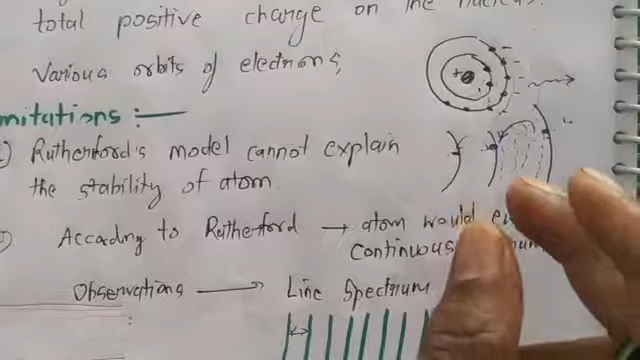 total positive charge on the nucleus.
various orbits of electrons;
mitations :-
Rutherford's model cannot explain
the stability of atom
According to Rutherford → atom would
Continuous
Observations → Line Spectrum